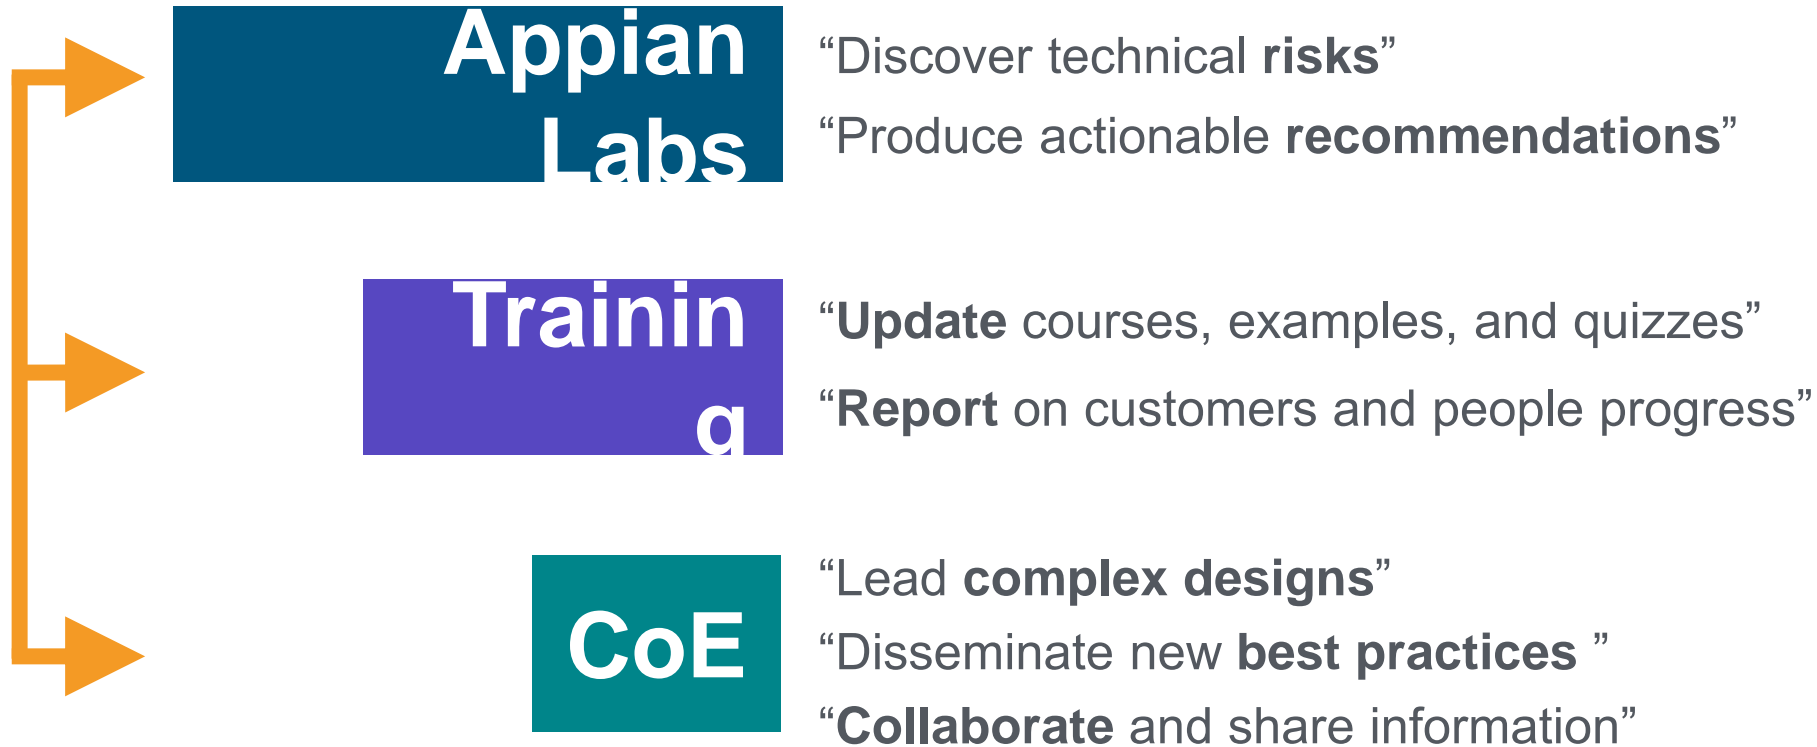 Appian
Labs
“Discover technical risks”
“Produce actionable recommendations”
Trainin
g
“Update courses, examples, and quizzes”
“Report on customers and people progress”
CoE
“Lead complex designs”
“Disseminate new best practices ”
“Collaborate and share information”